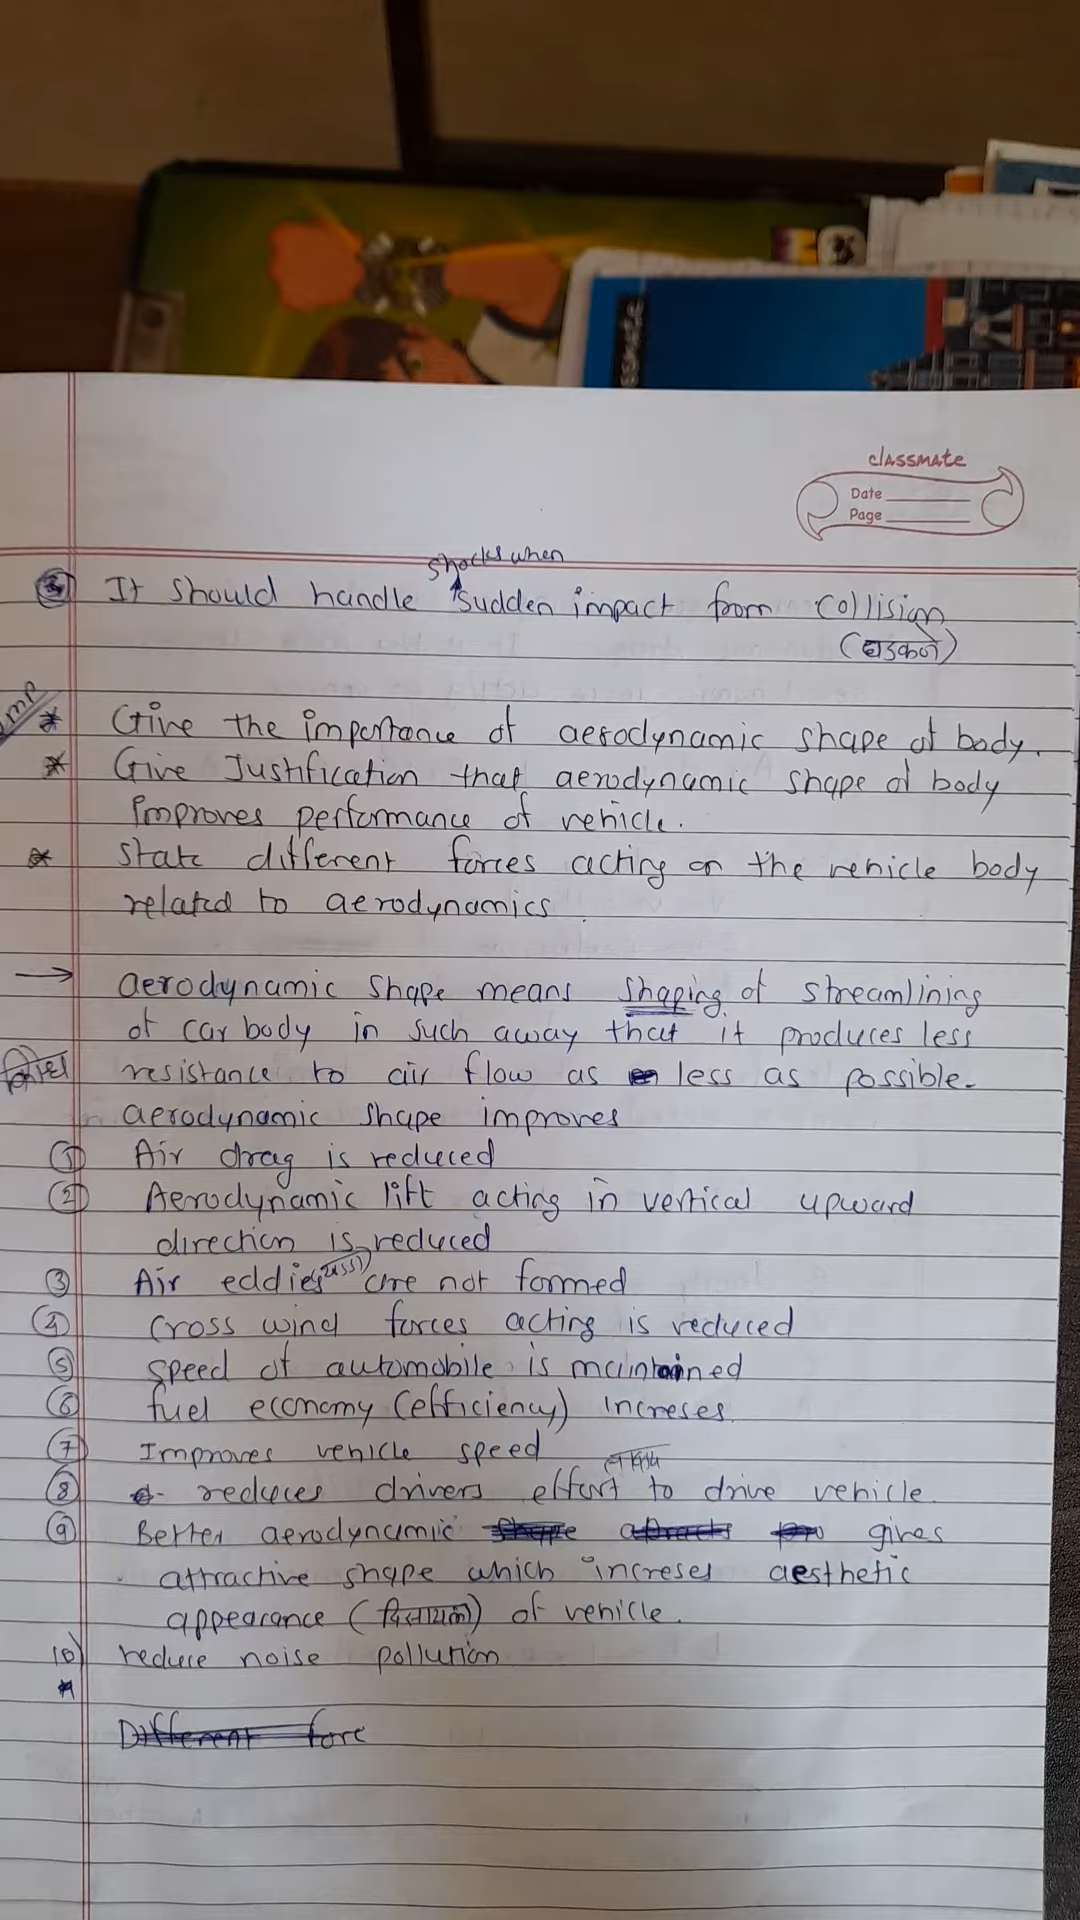 classmate
Date
Page
shocks when
It should handle sudden impact from collision
(धडकने)
Imp
* Give the importance of aerodynamic shape of body.
* Give Justification that aerodynamic shape of body
improves performance of vehicle.
* State different forces acting on the vehicle body
related to aerodynamics
→ aerodynamic shape means shaping of streamlining
of car body in such away that it produces less
resistance to air flow as less as possible.
aerodynamic shape improves
① Air drag is reduced
② Aerodynamic lift acting in vertical upward
direction is reduced
③ Air eddies are not formed
④ cross wind forces acting is reduced
⑤ speed of automobile is maintained
⑥ fuel economy (efficiency) increses.
⑦ Improves vehicle speed
⑧ reduces drivers effort to drive vehicle.
⑨ Better aerodynamic gives
attractive shape which increses aesthetic
appearance of vehicle.
10) reduce noise pollution
*
Different forc